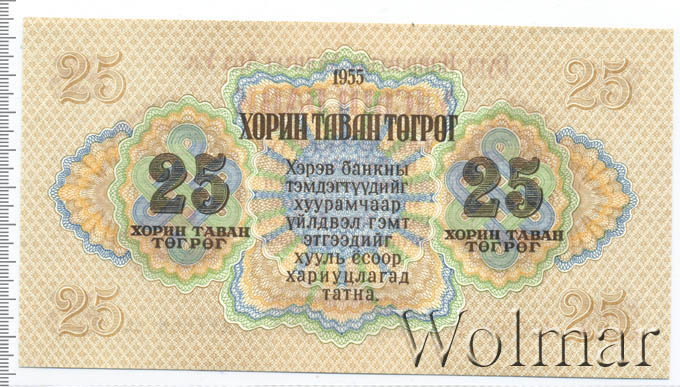 25
25
1955
ХОРИН ТАВАН ТӨГРӨГ
25
ХОРИН ТАВАН
ТӨГРӨГ
Хэрэв банкны
тэмдэгтүүдийг
хуурамчаар
үйлдвэл гэмт
этгээдийг
хууль ёсоор
хариуцлагад
татна.
25
ХОРИН ТАВАН
ТӨГРӨГ
25
25
Wolmar